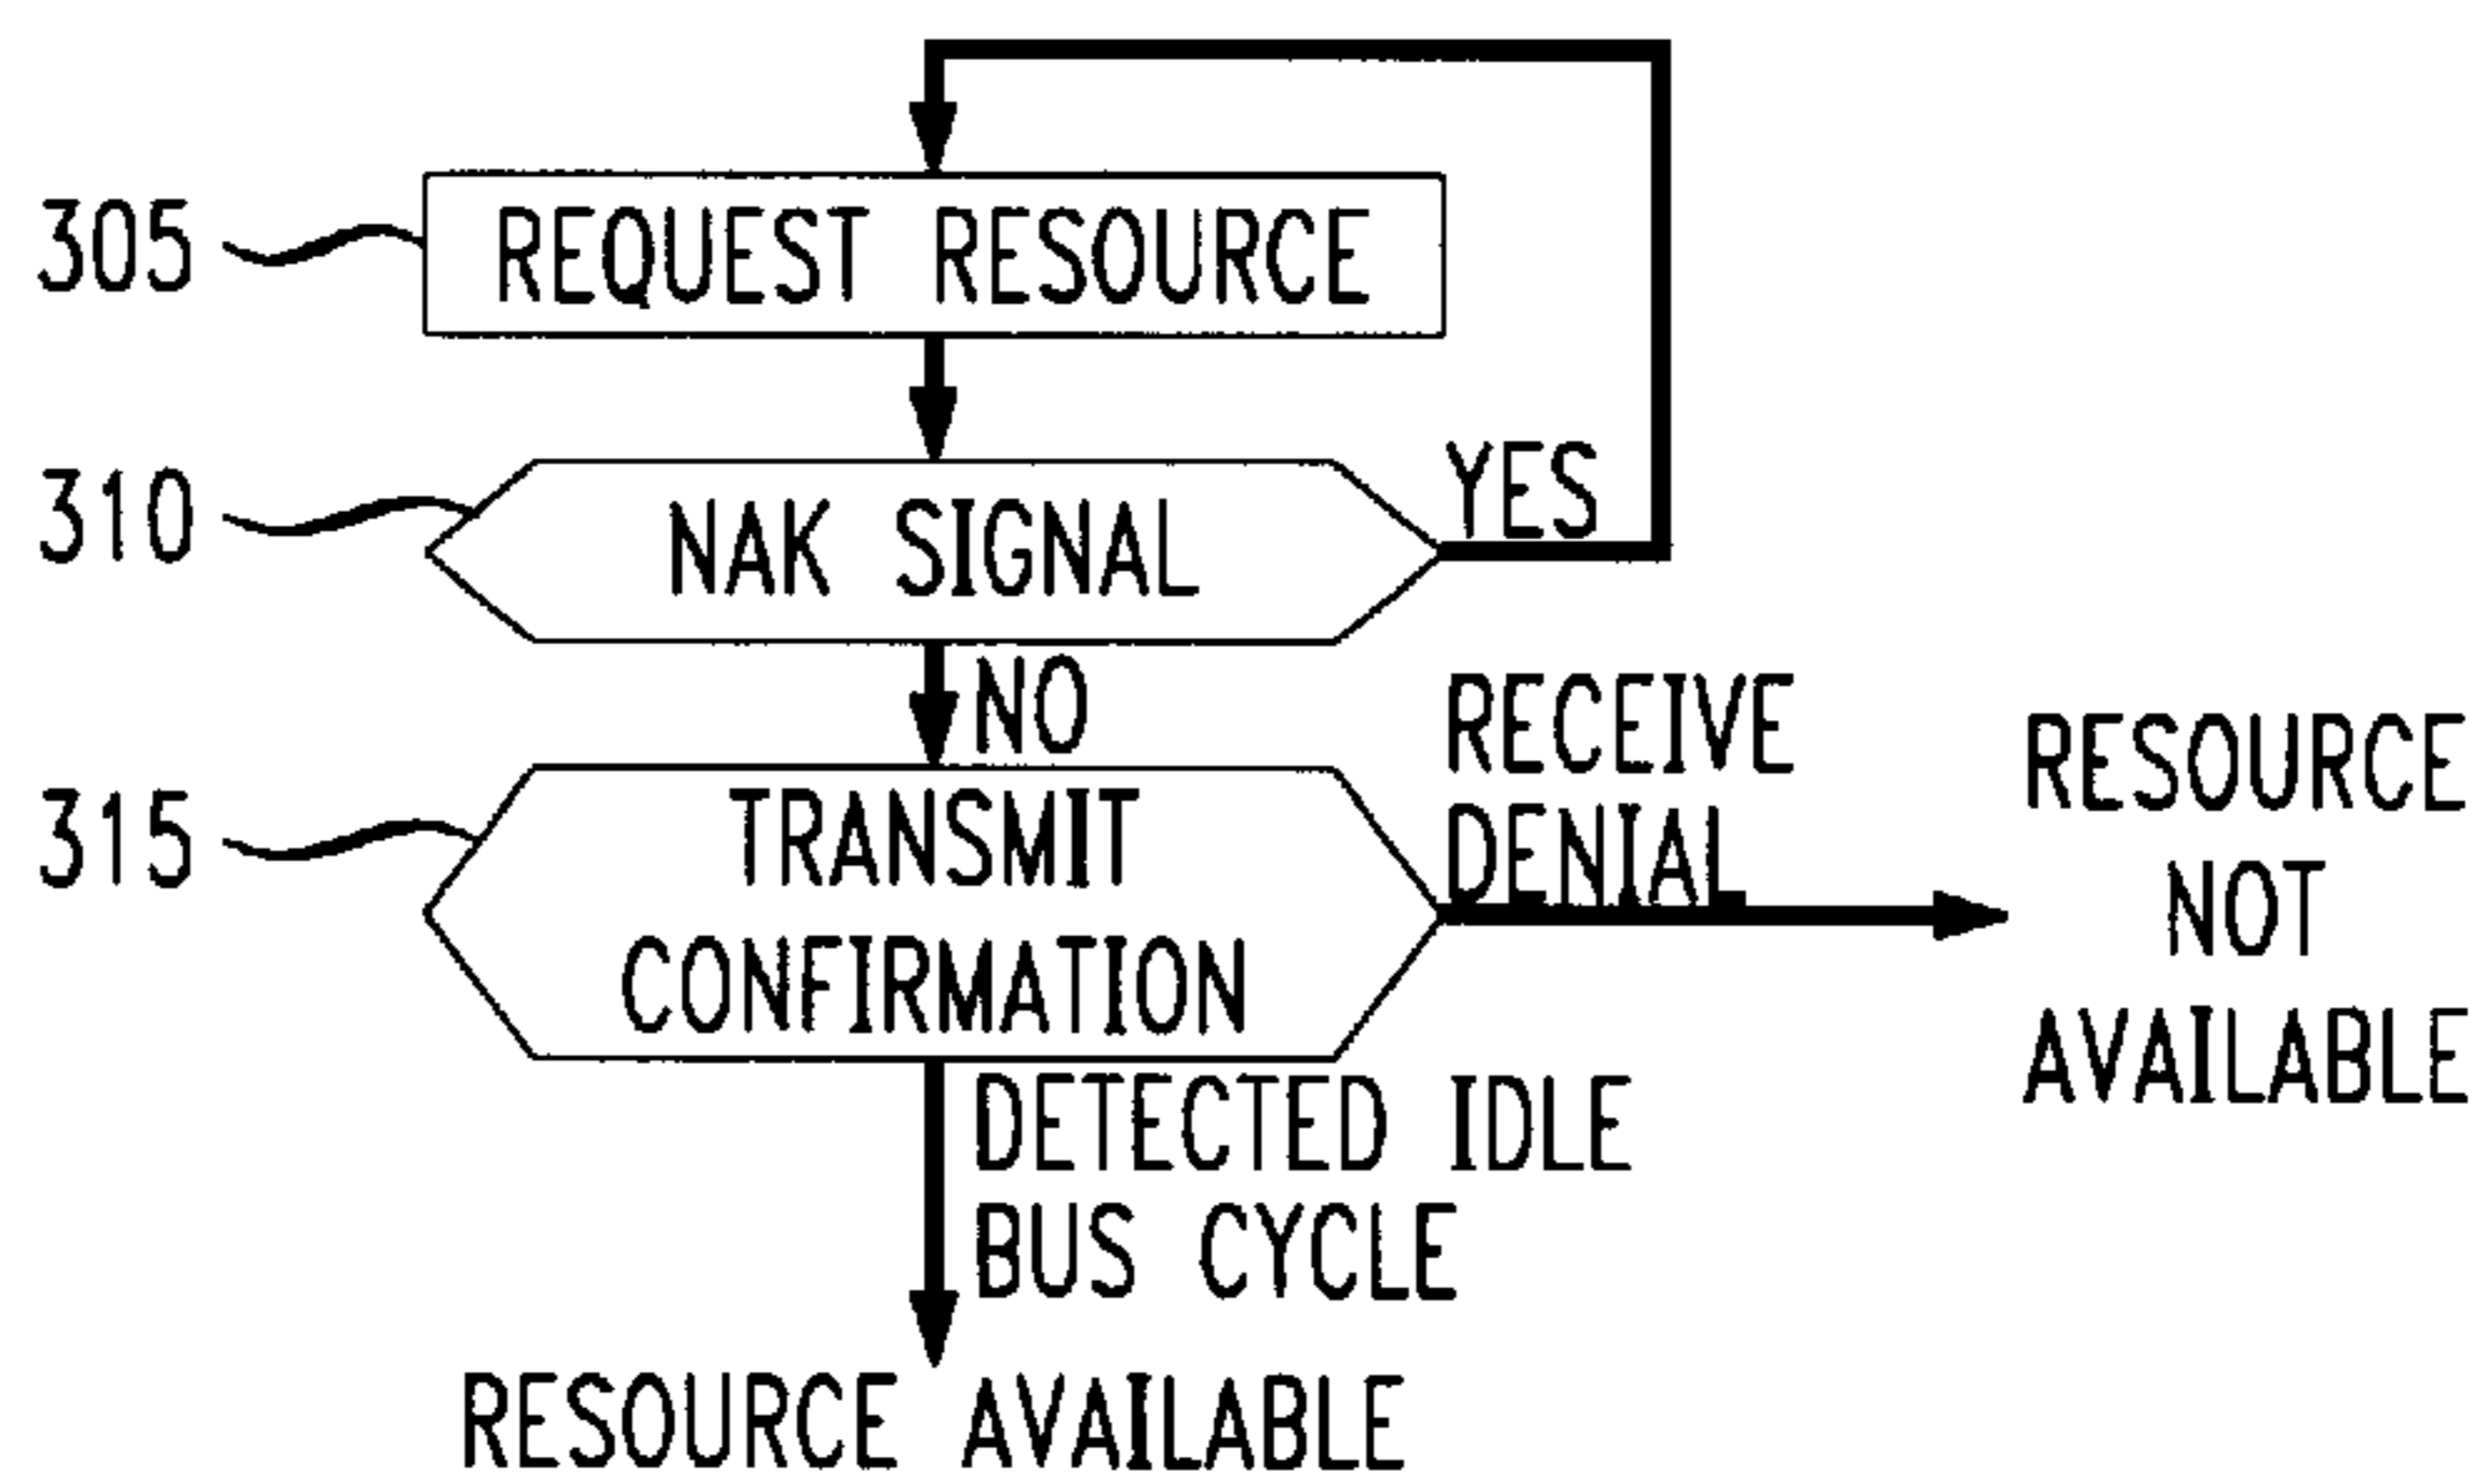 305
REQUEST RESOURCE
310
NAK SIGNAL
YES
NO
315
TRANSMIT
CONFIRMATION
RECEIVE
DENIAL
RESOURCE
NOT
AVAILABLE
DETECTED IDLE
BUS CYCLE
RESOURCE AVAILABLE